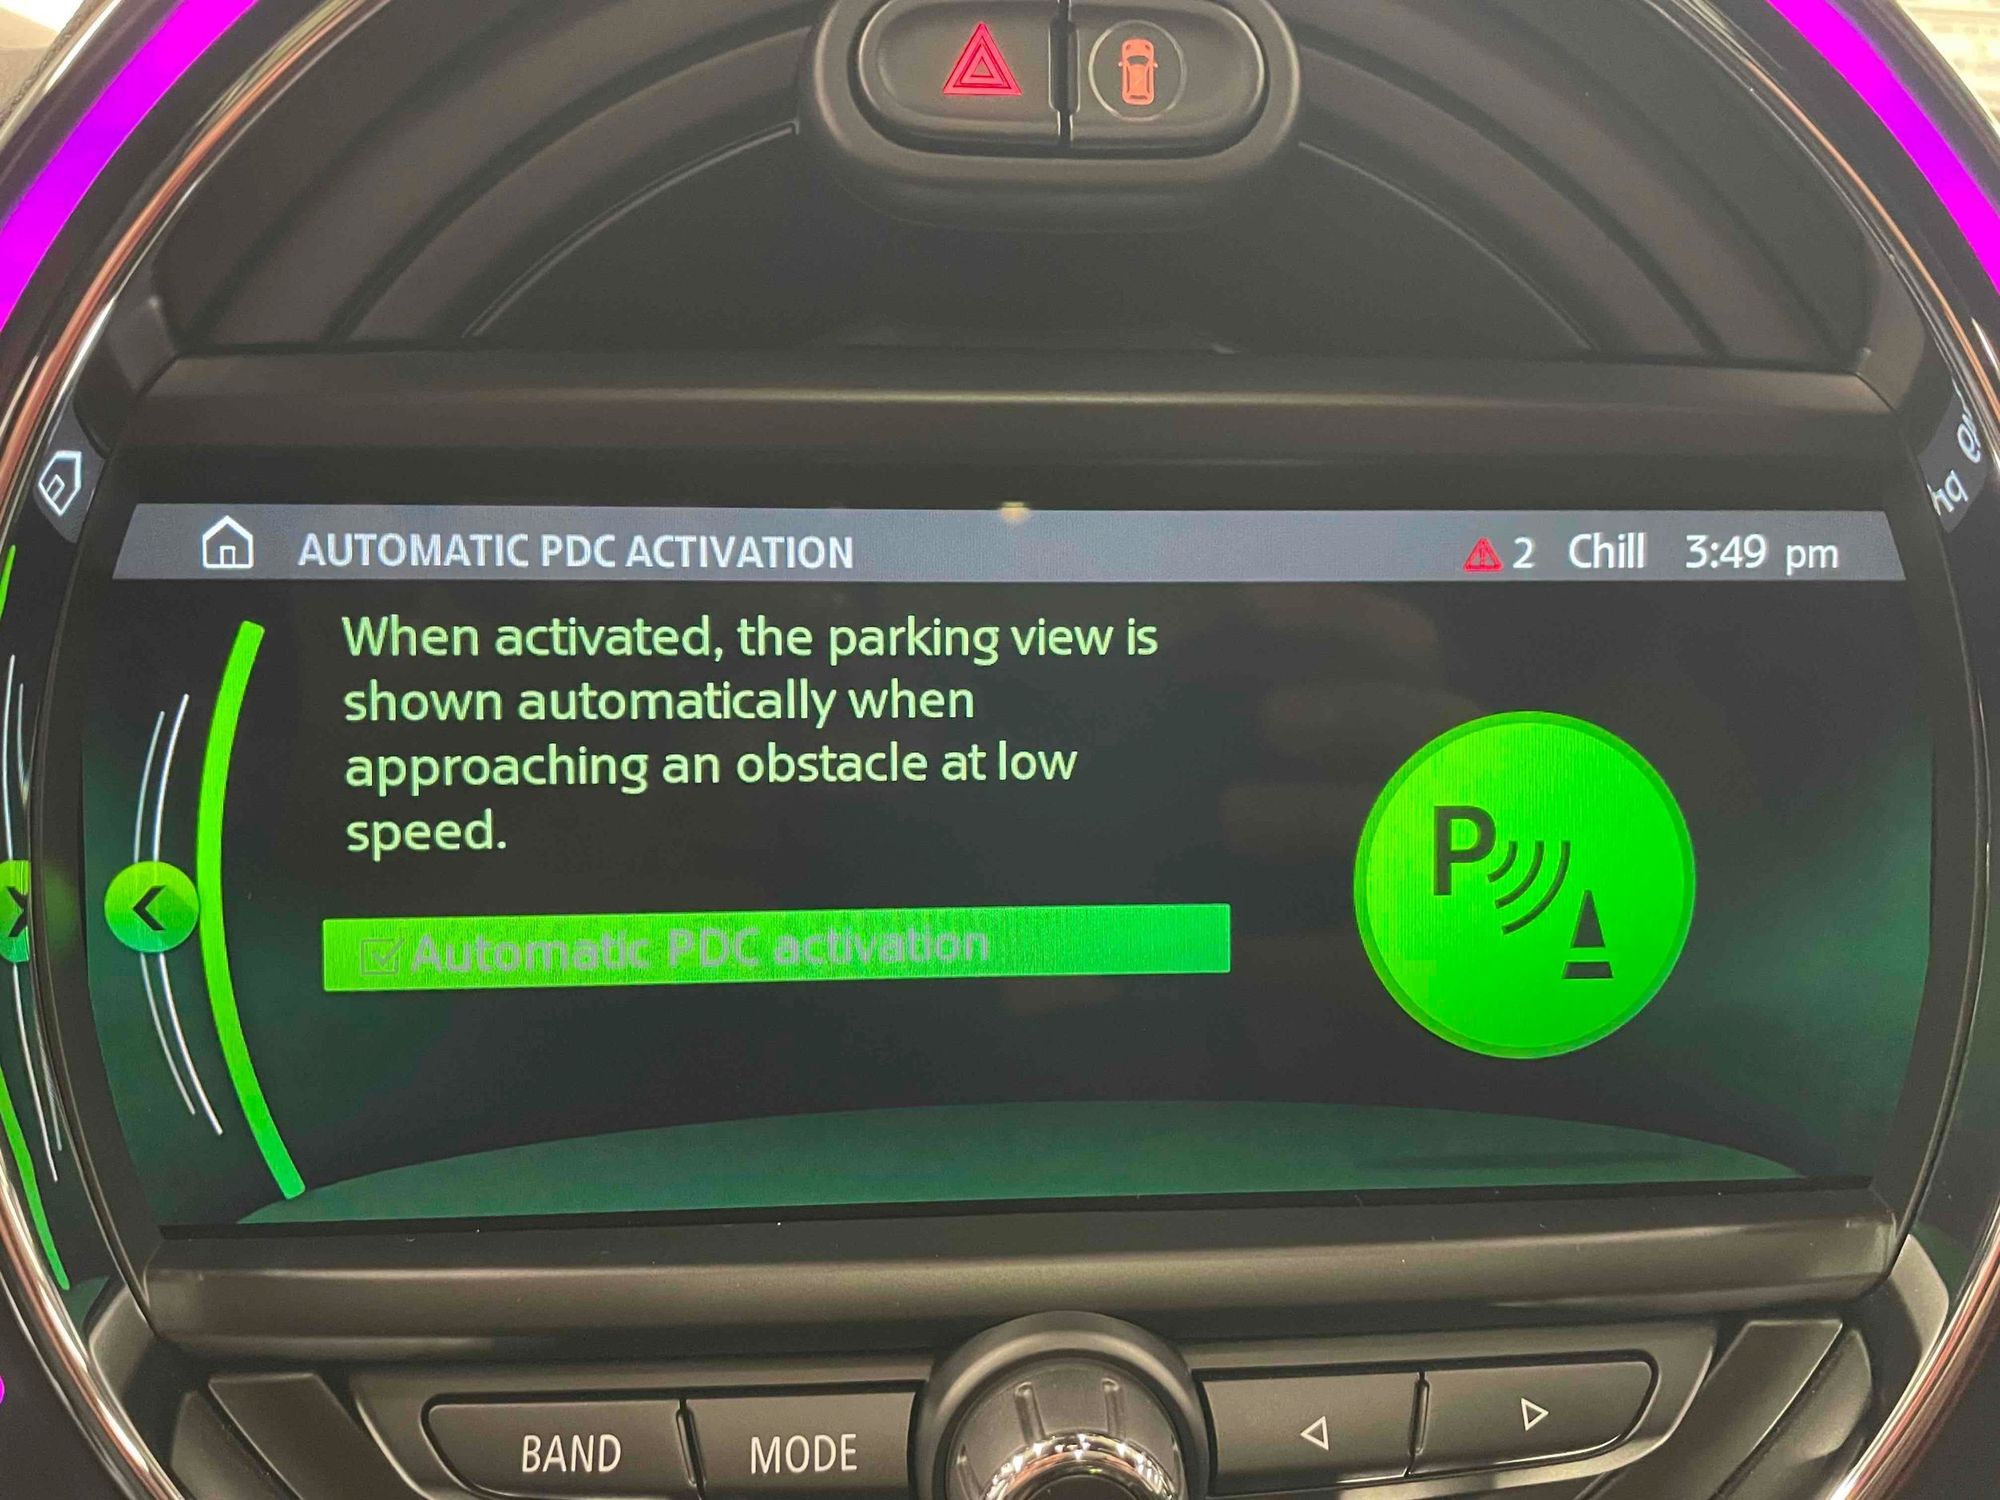 AUTOMATIC PDC ACTIVATION 2 Chill 3:49 pm
When activated, the parking view is
shown automatically when
approaching an obstacle at low
speed.
Automatic PDC activation
P
BAND MODE